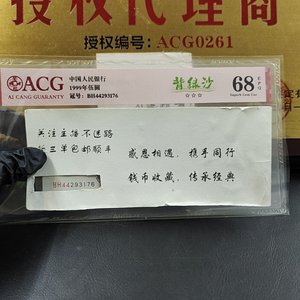 授权代理商
授权编号：ACG0261
ACG
AI CANG GUARANTY
中国人民银行
1999年伍圆
冠号：BH44293176
背绿沙
☆☆☆
68 EPQ
Superb Gem Unc
关注主播不迷路
拍三单包邮顺丰
感恩相遇，携手同行
钱币收藏，传承经典
BH44293176